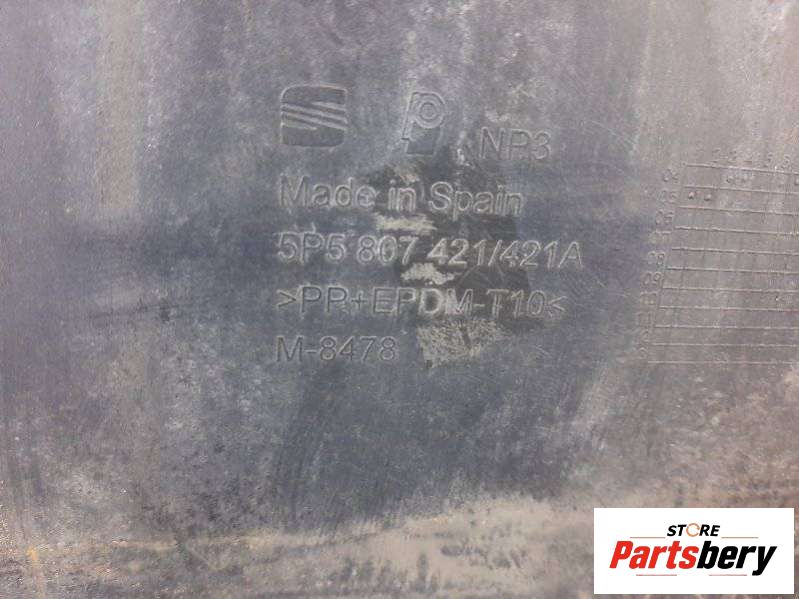 NP3
Made in Spain
5P5 807 421/421A
>PP+EPDM-T10<
M-8478
STORE
Partsbery